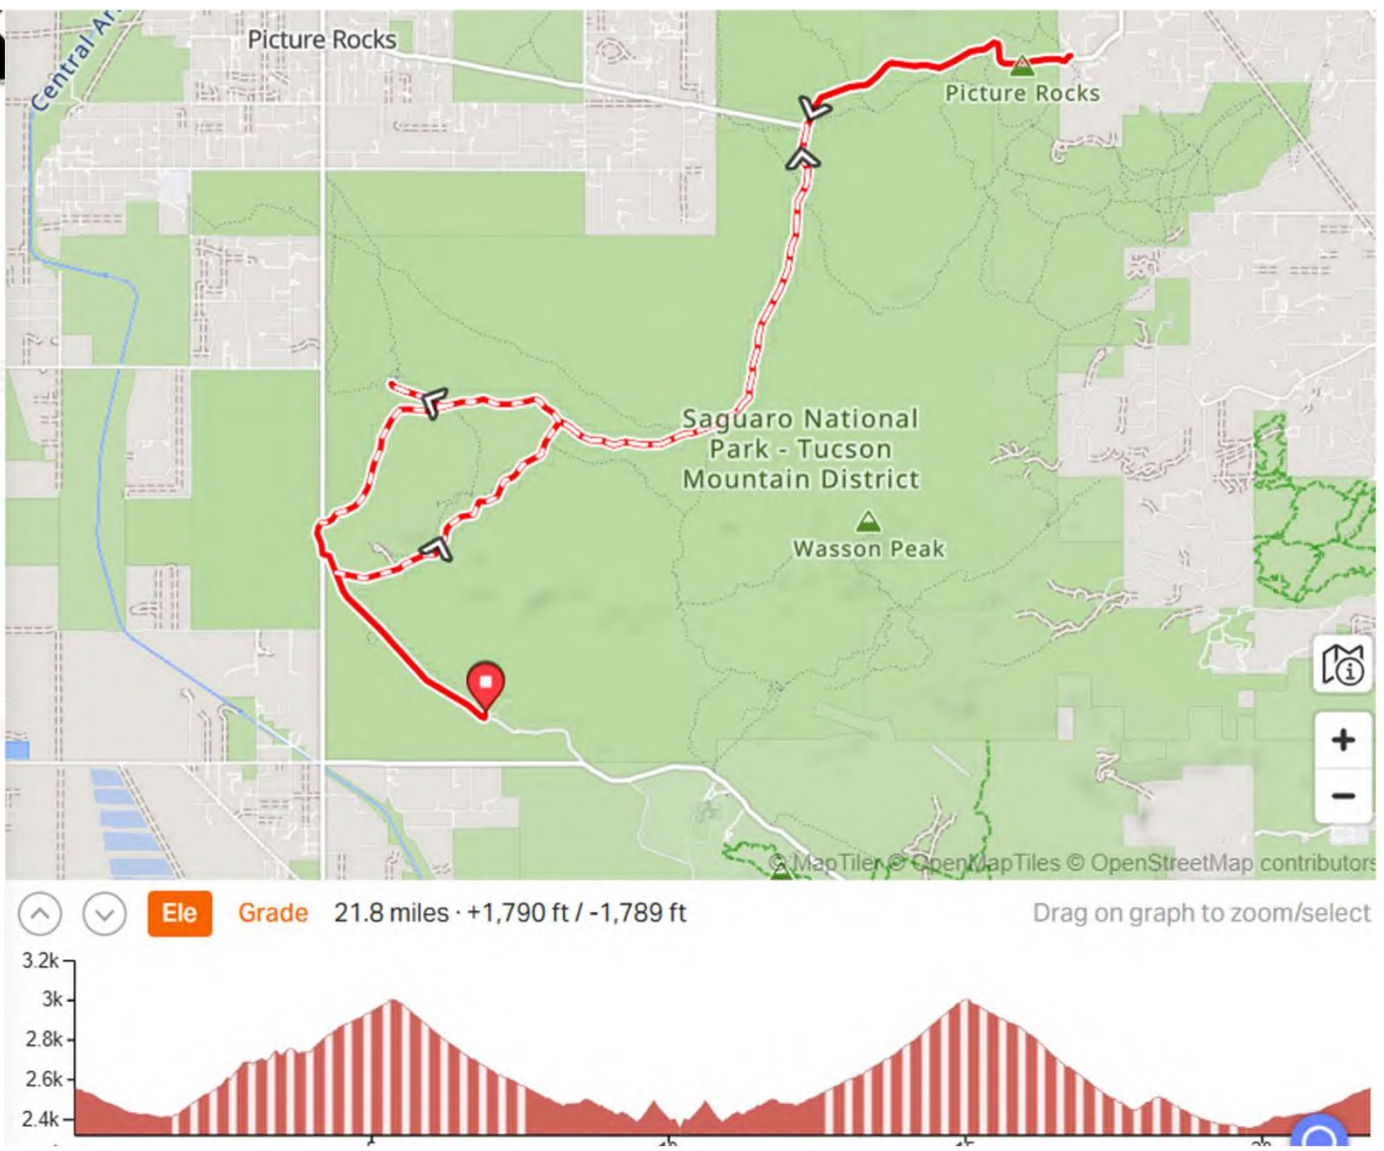 Central Ar
Picture Rocks
Picture Rocks
Saguaro National
Park - Tucson
Mountain District
Wasson Peak
© MapTiler © OpenMapTiles © OpenStreetMap contributors
Ele
Grade
21.8 miles · +1,790 ft / -1,789 ft
Drag on graph to zoom/select
3.2k
3k
2.8k
2.6k
2.4k